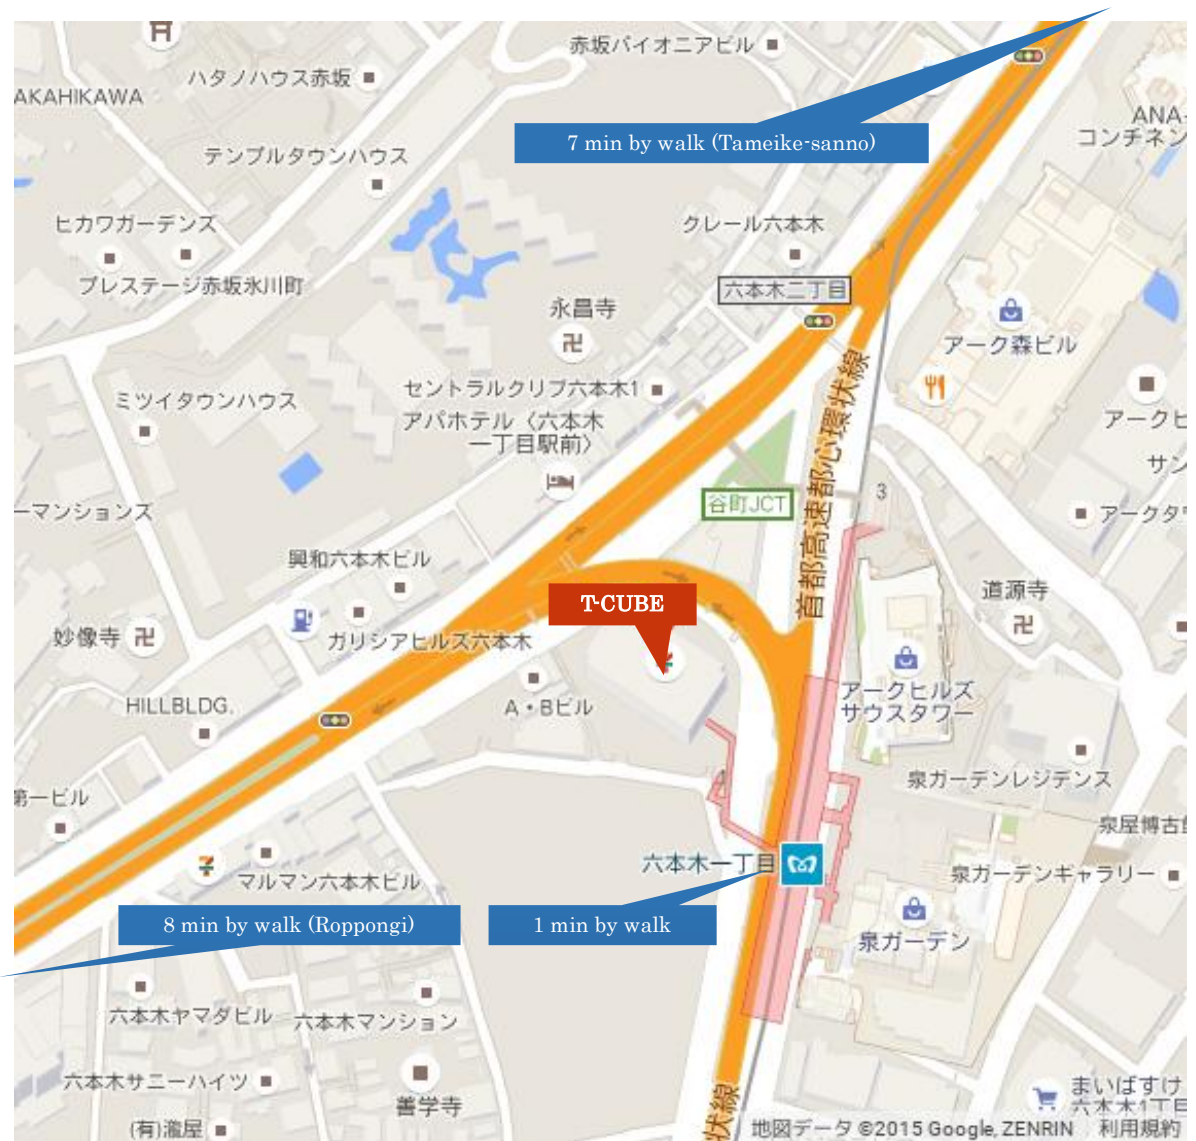 赤坂バイオニアビル
ハタノハウス赤坂
AKAHIKAWA
ANA
コンチネン
7 min by walk (Tameike-sanno)
テンプルタウンハウス
ヒカワガーデンズ
クレール六本木
プレステージ赤坂氷川町
六本木二丁目
永昌寺
アーク森ビル
セントラルクリブ六本木1
ミツイタウンハウス
アパホテル〈六本木
一丁目駅前〉
アークヒ
サン
谷町JCT
3
ーマンションズ
アークタ
首都高速都心環状線
興和六本木ビル
道源寺
T-CUBE
妙像寺
ガリシアヒルズ六本木
アークヒルズ
サウスタワー
HILLBLDG.
A・Bビル
4
泉ガーデンレジデンス
第一ビル
泉屋博古館
六本木一丁目
泉ガーデンギャラリー
マルマン六本木ビル
8 min by walk (Roppongi)
1 min by walk
泉ガーデン
六本木ヤマダビル
六本木マンション
六本木サニーハイツ
善学寺
まいばすけ
六本木1丁目
状線
(有)瀧屋
地図データ ©2015 Google, ZENRIN
利用規約